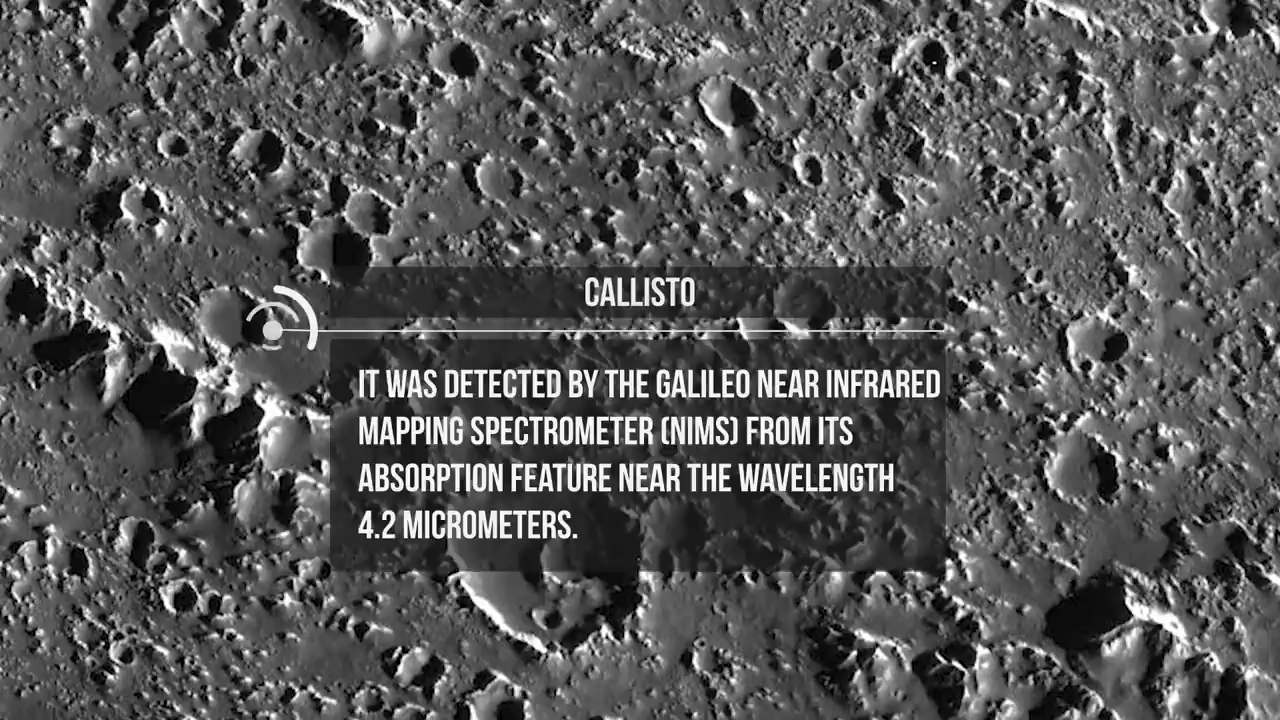 CALLISTO
IT WAS DETECTED BY THE GALILEO NEAR INFRARED
MAPPING SPECTROMETER (NIMS) FROM ITS
ABSORPTION FEATURE NEAR THE WAVELENGTH
4.2 MICROMETERS.